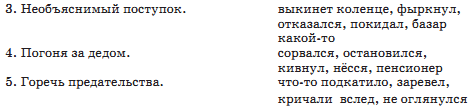 3. Необъяснимый поступок. выкинет коленце, фыркнул,
отказался, покидал, базар
какой-то
4. Погоня за дедом. сорвался, остановился,
кивнул, нёсся, пенсионер
5. Горечь предательства. что-то подкатило, заревел,
кричали вслед, не оглянулся